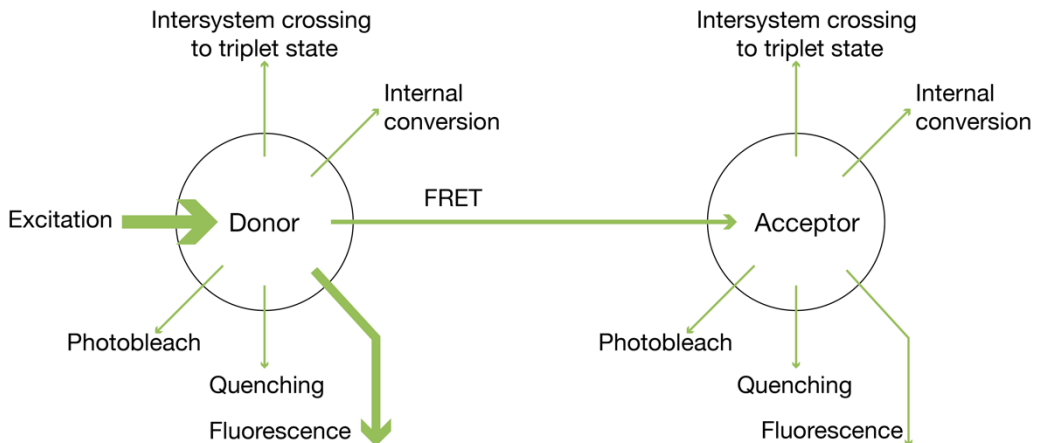 Intersystem crossing
to triplet state
Internal
conversion
Excitation
Donor
FRET
Photobleach
Quenching
Fluorescence
Intersystem crossing
to triplet state
Internal
conversion
Acceptor
Photobleach
Quenching
Fluorescence